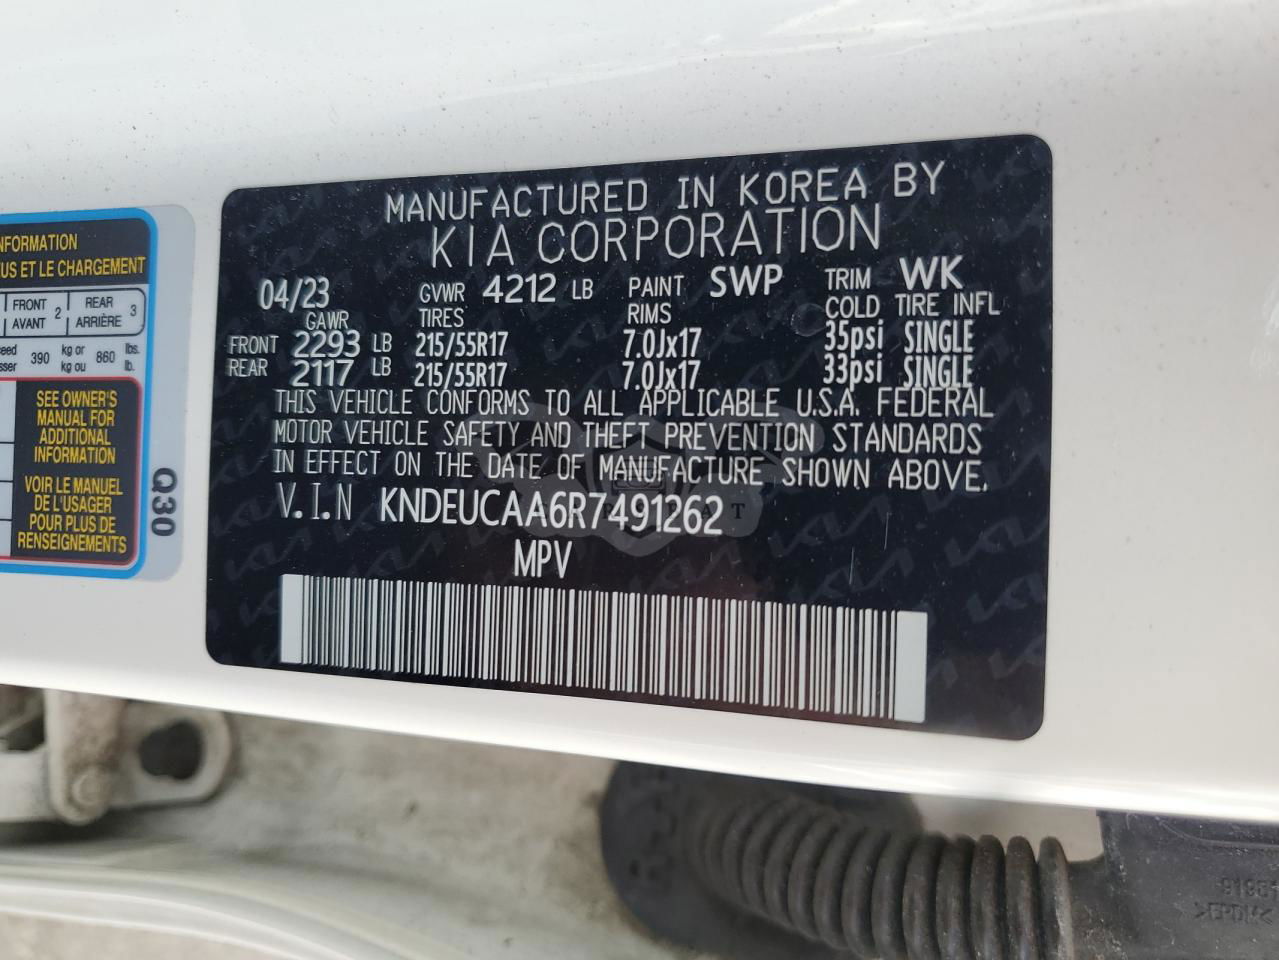 NFORMATION
US ET LE CHARGEMENT
FRONT
AVANT 2
REAR
ARRIÈRE 3
390 kg or
kg ou 860 lbs.
lb.
SEE OWNER'S
MANUAL FOR
ADDITIONAL
INFORMATION
VOIR LE MANUEL
DE L'USAGER
POUR PLUS DE
RENSEIGNEMENTS
Q30
MANUFACTURED IN KOREA BY
KIA CORPORATION
04/23 GVWR 4212 LB PAINT SWP TRIM WK
GAWR TIRES RIMS COLD TIRE INFL
FRONT 2293 LB 215/55R17 7.0Jx17 35psi SINGLE
REAR 2117 LB 215/55R17 7.0Jx17 33psi SINGLE
THIS VEHICLE CONFORMS TO ALL APPLICABLE U.S.A. FEDERAL
MOTOR VEHICLE SAFETY AND THEFT PREVENTION STANDARDS
IN EFFECT ON THE DATE OF MANUFACTURE SHOWN ABOVE.
V.I.N KNDEUCAA6R7491262
MPV
>EPDM<